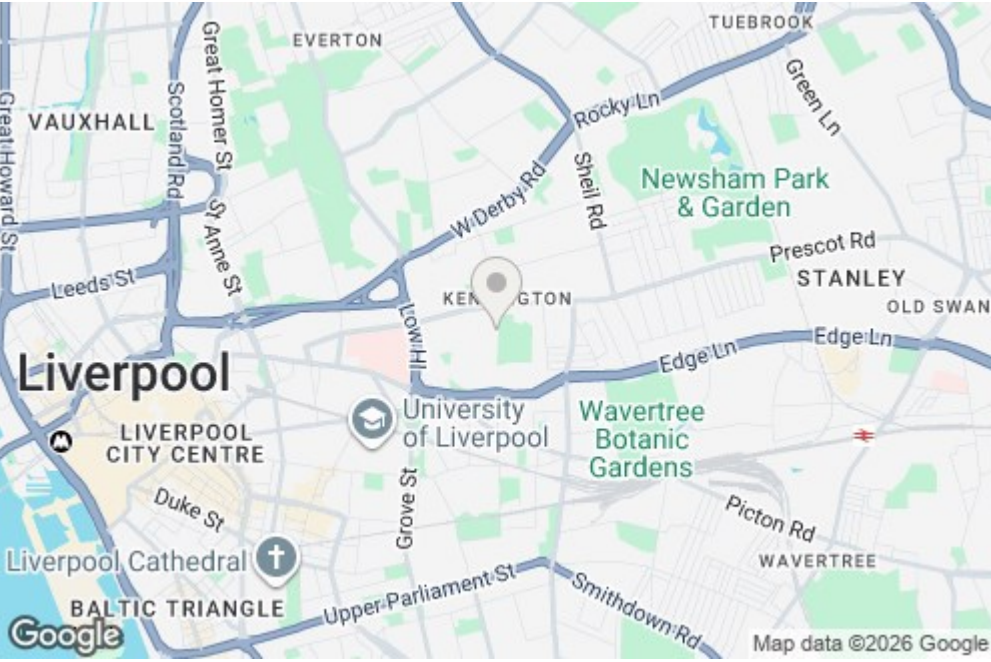 TUEBROOK
EVERTON
Great Homer St
Green Ln
Scotland Rd
Rocky Ln
Great Howard St
VAUXHALL
Sheil Rd
W Derby Rd
Newsham Park
& Garden
St Anne St
Prescot Rd
Leeds St
STANLEY
KEN GTON
OLD SWAN
Low Hill
Edge Ln
Edge Ln
Liverpool
University
of Liverpool
Wavertree
Botanic
Gardens
LIVERPOOL
CITY CENTRE
Duke St
Grove St
Picton Rd
Liverpool Cathedral
WAVERTREE
BALTIC TRIANGLE
Upper Parliament St
Smithdown Rd
Google
Map data ©2026 Google